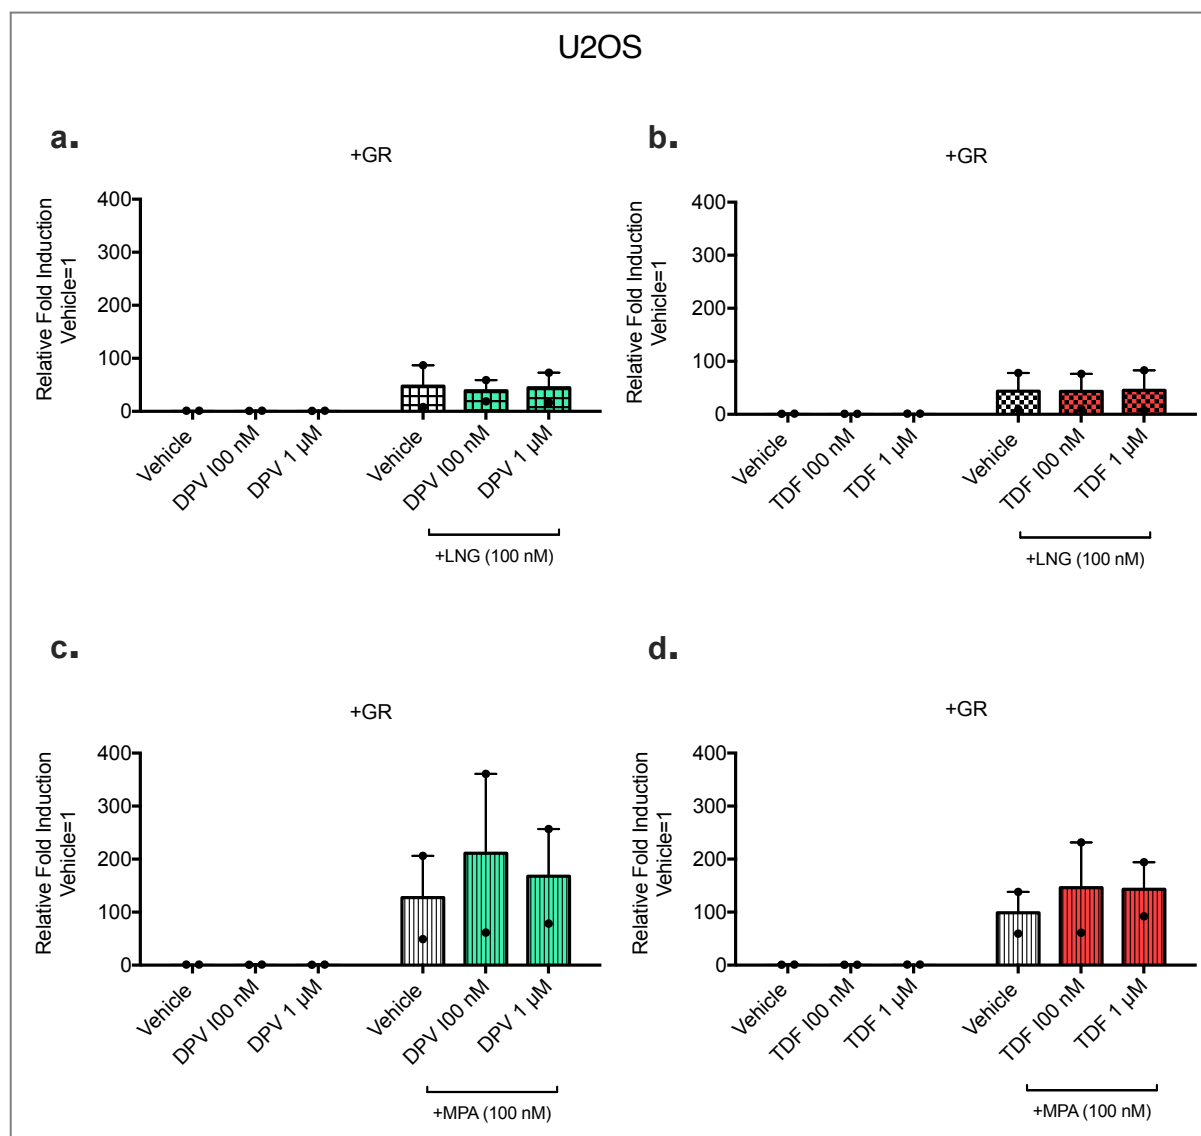 U2OS
a.
+GR
Relative Fold Induction
Vehicle=1
400
300
200
100
0
Vehicle
DPV I00 nM
DPV 1 µM
Vehicle
DPV I00 nM
DPV 1 µM
+LNG (100 nM)
b.
+GR
Relative Fold Induction
Vehicle=1
400
300
200
100
0
Vehicle
TDF I00 nM
TDF 1 µM
Vehicle
TDF I00 nM
TDF 1 µM
+LNG (100 nM)
c.
+GR
Relative Fold Induction
Vehicle=1
400
300
200
100
0
Vehicle
DPV I00 nM
DPV 1 µM
Vehicle
DPV I00 nM
DPV 1 µM
+MPA (100 nM)
d.
+GR
Relative Fold Induction
Vehicle=1
400
300
200
100
0
Vehicle
TDF I00 nM
TDF 1 µM
Vehicle
TDF I00 nM
TDF 1 µM
+MPA (100 nM)